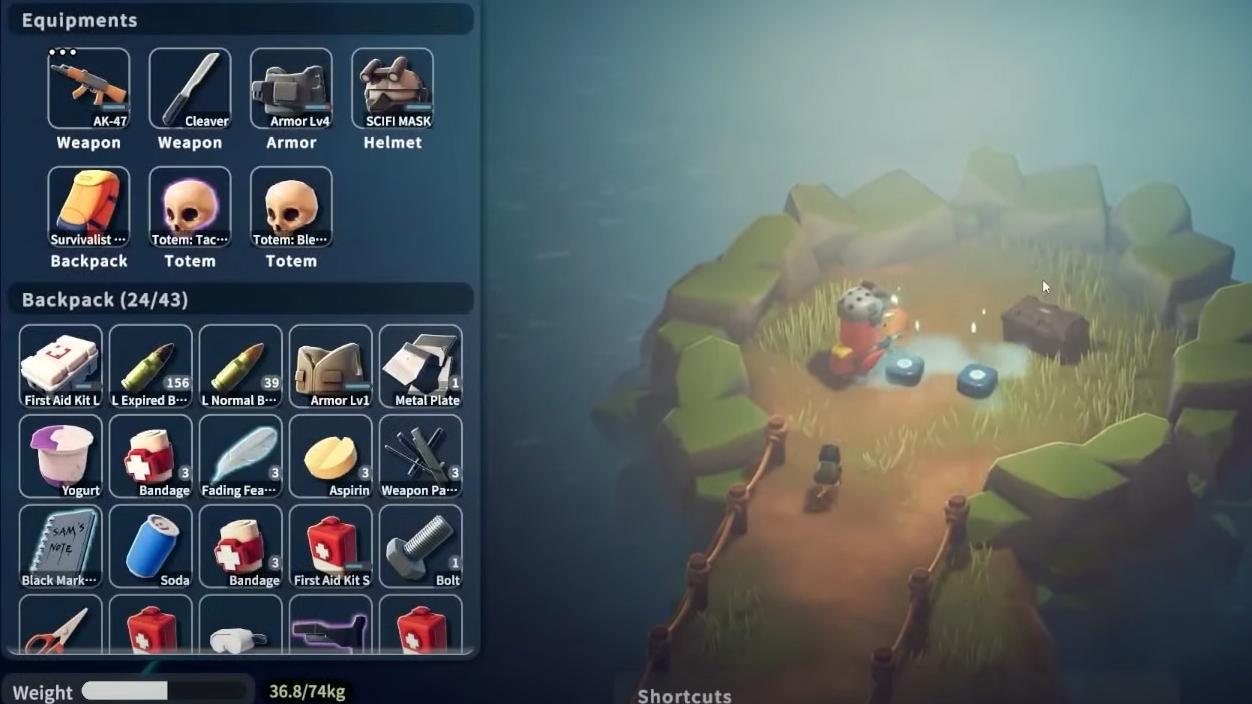 Equipments
AK-47
Cleaver
Armor Lv4
SCIFI MASK
Weapon
Weapon
Armor
Helmet
Survivalist ···
Totem: Tac···
Totem: Ble···
Backpack
Totem
Totem
Backpack (24/43)
First Aid Kit L
156
L Expired B···
39
L Normal B···
Armor Lv1
1
Metal Plate
Yogurt
3
Bandage
3
Fading Fea···
3
Aspirin
3
Weapon Pa···
SAM'S
NOTE
Black Mark···
Soda
3
Bandage
First Aid Kit S
1
Bolt
Weight
36.8/74kg
Shortcuts